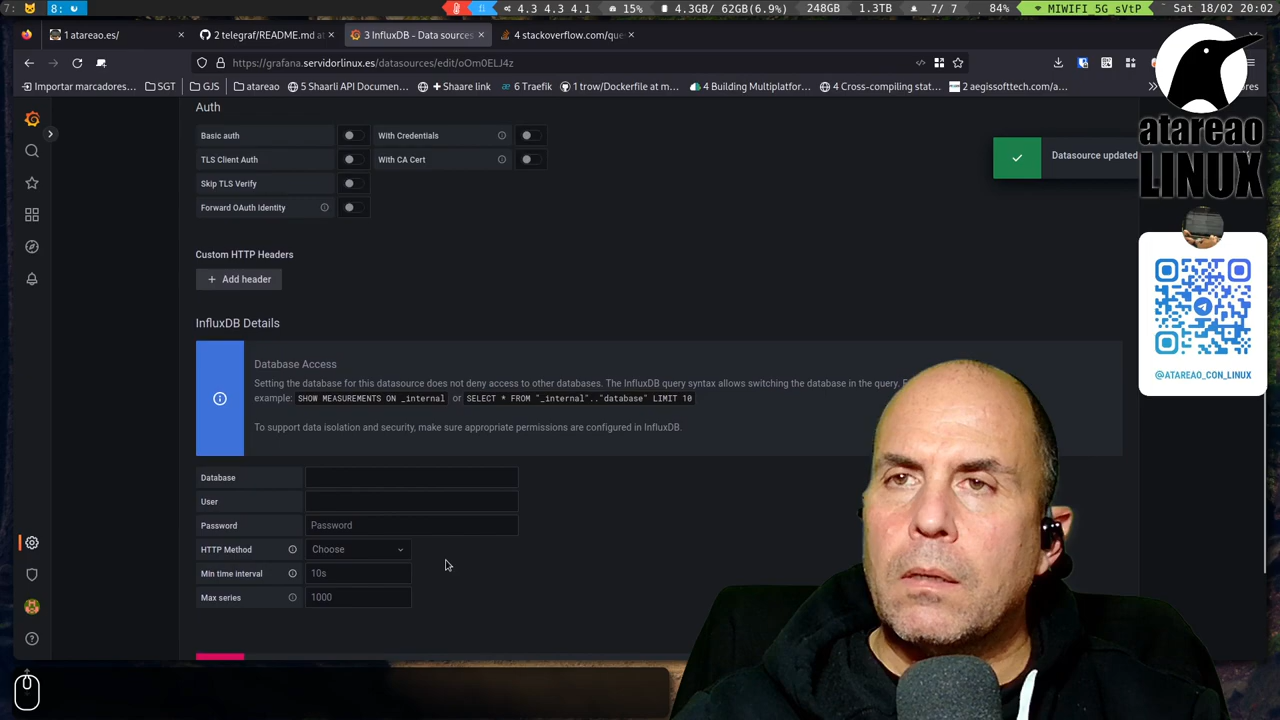 7: 8: 4.3 4.3 4.1 15% 4.3GB/ 62GB(6.9%) 248GB 1.3TB 7/ 7 84% MIWIFI_5G_sVtP Sat 18/02 20:02
1 atareao.es/ 2 telegraf/README.md at 3 InfluxDB - Data sources 4 stackoverflow.com/que
https://grafana.servidorlinux.es/datasources/edit/oOm0ELJ4z
Importar marcadores... SGT GJS atareao 5 Shaarli API Documen... Shaare link 6 Traefik 1 trow/Dockerfile at m... 4 Building Multiplatfor... 4 Cross-compiling stat... 2 aegissofttech.com/a... ores
Auth
Basic auth With Credentials
TLS Client Auth With CA Cert
Skip TLS Verify
Forward OAuth Identity
Datasource updated
atareao
LINUX
Custom HTTP Headers
+ Add header
InfluxDB Details
Database Access
Setting the database for this datasource does not deny access to other databases. The InfluxDB query syntax allows switching the database in the query. F
example: SHOW MEASUREMENTS ON _internal or SELECT * FROM "_internal".."database" LIMIT 10
To support data isolation and security, make sure appropriate permissions are configured in InfluxDB.
@ATAREAO_CON_LINUX
Database
User
Password Password
HTTP Method Choose
Min time interval 10s
Max series 1000